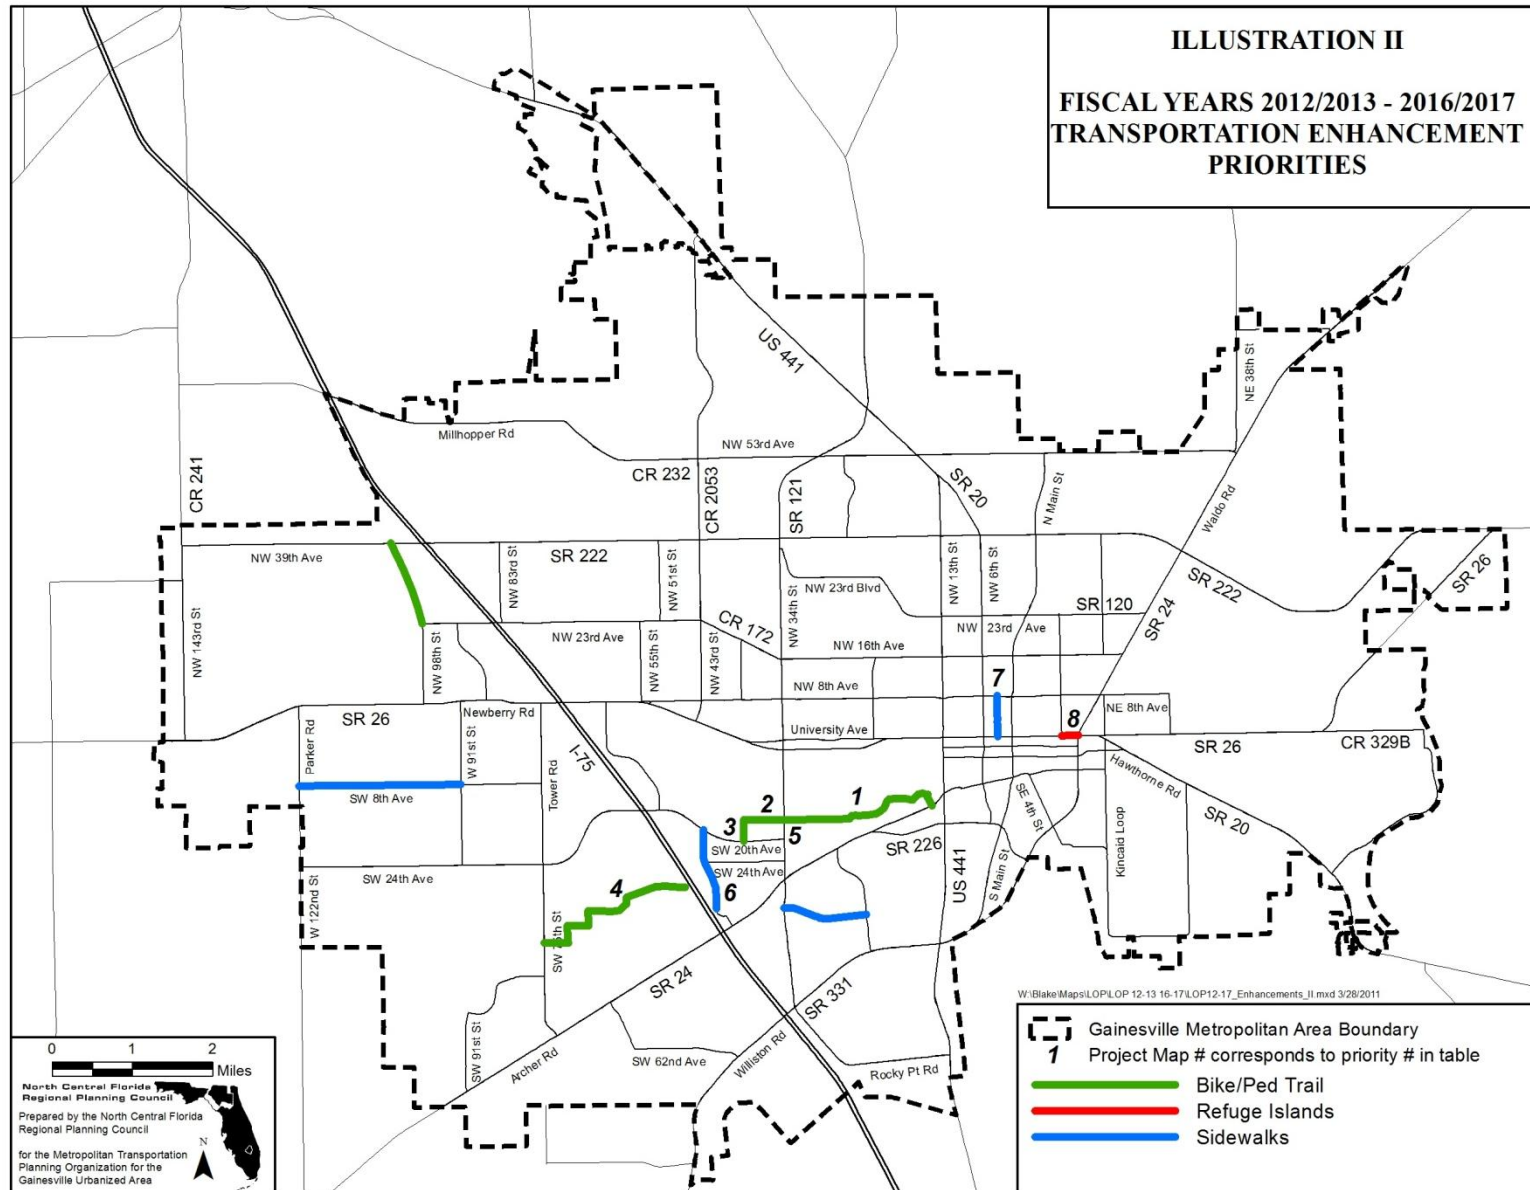 ILLUSTRATION II
FISCAL YEARS 2012/2013 - 2016/2017
TRANSPORTATION ENHANCEMENT
PRIORITIES
US 441
NE 38th St
Millhopper Rd
NW 53rd Ave
CR 232
CR 241
CR 2053
SR 121
SR 20
N Main St
Waldo Rd
NW 39th Ave
NW 83rd St
SR 222
NW 51st St
NW 13th St
NW 6th St
SR 222
SR 26
NW 23rd Blvd
SR 120
NW 34th St
SR 24
NW 143rd St
NW 98th St
NW 23rd Ave
NW 55th St
NW 43rd St
CR 172
NW 16th Ave
NW 23rd Ave
NW 8th Ave
7
SR 26
Newberry Rd
University Ave
8
NE 8th Ave
SR 26
CR 329B
Parker Rd
W 91st St
I-75
Tower Rd
Hawthorne Rd
SW 8th Ave
2
1
SE 4th St
SR 20
3
5
SW 20th Ave
SR 226
Kincaid Loop
SW 24th Ave
SW 24th Ave
US 441
S Main St
4
6
W 122nd St
SW 75th St
SR 24
SR 331
SW 91st St
Archer Rd
SW 62nd Ave
Williston Rd
Rocky Pt Rd
W:\Blake\Maps\LOP\LOP 12-13 16-17\LOP12-17_Enhancements_II.mxd 3/28/2011
Gainesville Metropolitan Area Boundary
1 Project Map # corresponds to priority # in table
Bike/Ped Trail
Refuge Islands
Sidewalks
0 1 2
Miles
North Central Florida
Regional Planning Council
Prepared by the North Central Florida
Regional Planning Council
N
for the Metropolitan Transportation
Planning Organization for the
Gainesville Urbanized Area